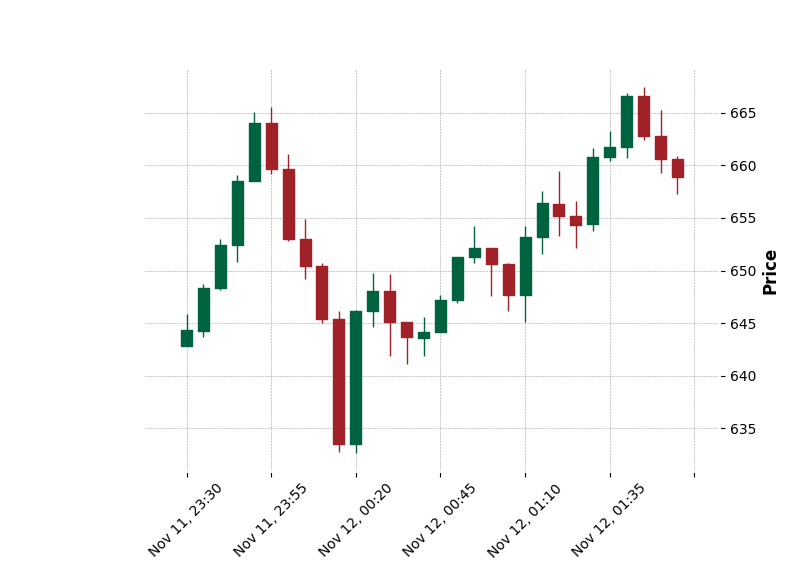 665
660
655
650
645
640
635
Price
Nov 11, 23:30
Nov 11, 23:55
Nov 12, 00:20
Nov 12, 00:45
Nov 12, 01:10
Nov 12, 01:35